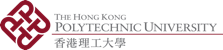 THE HONG KONG
POLYTECHNIC UNIVERSITY
香港理工大學